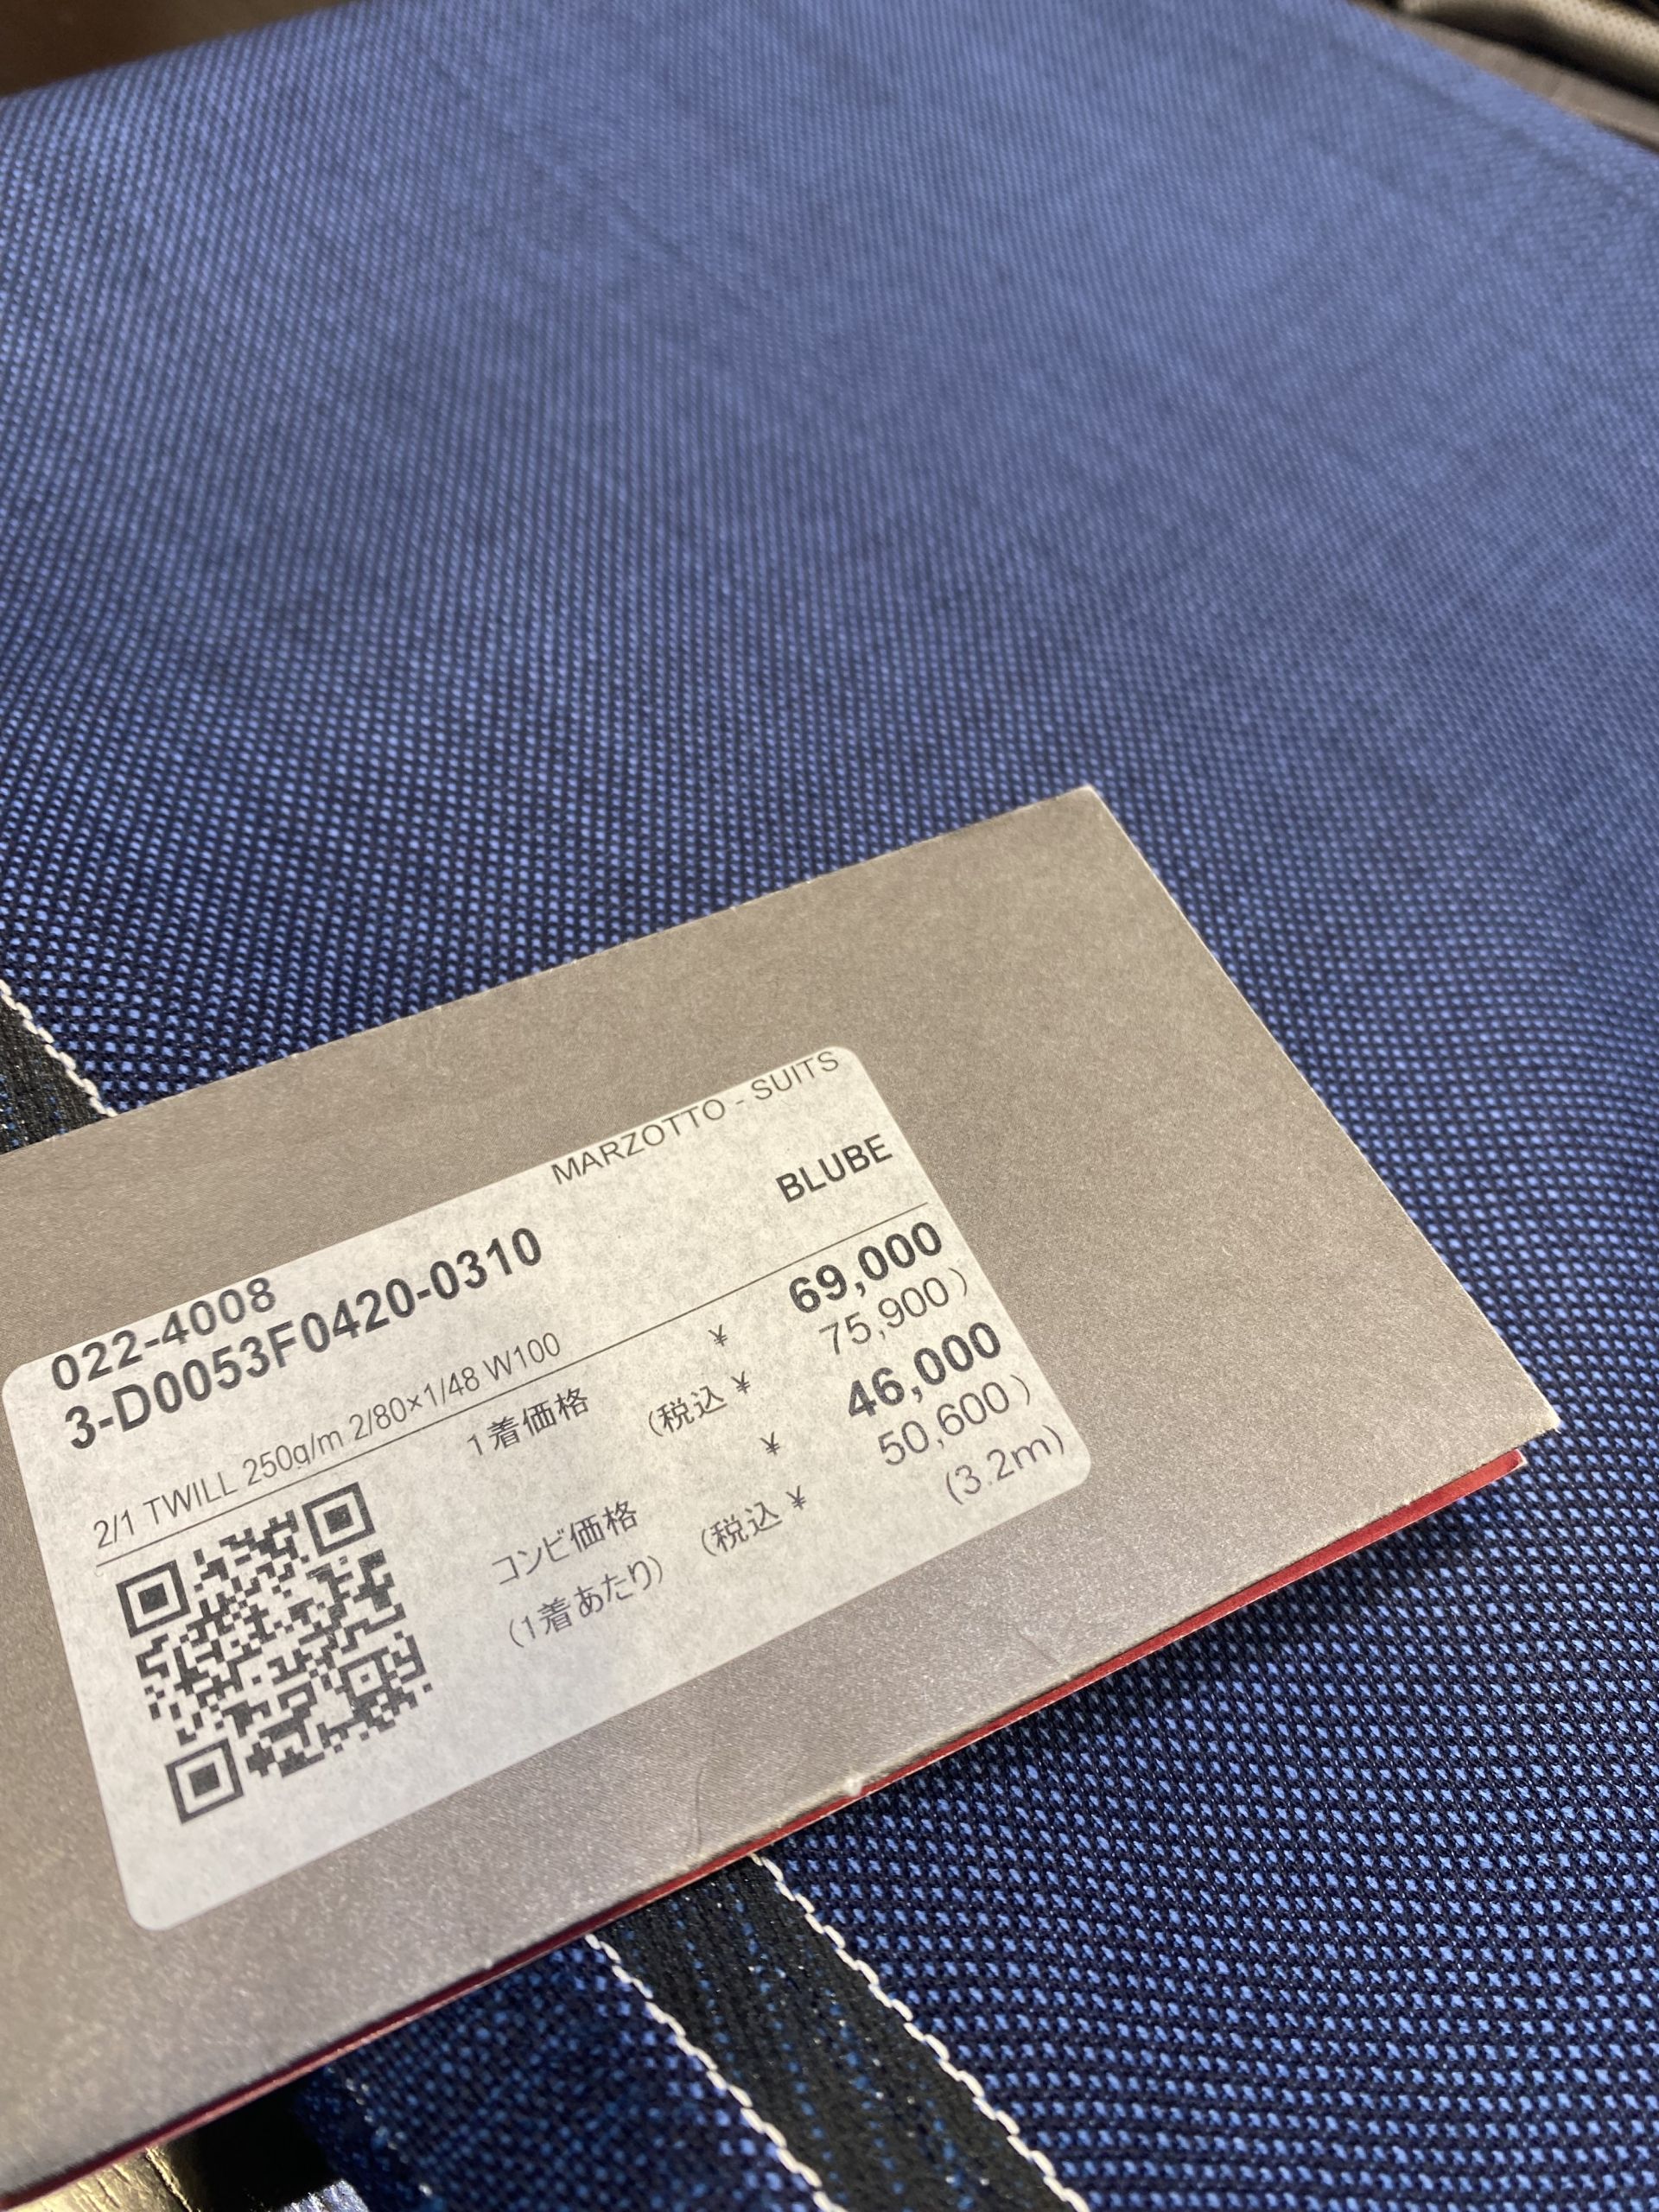 MARZOTTO - SUITS
022-4008
3-D0053F0420-0310 BLUBE
2/1 TWILL 250g/m 2/80×1/48 W100
1着価格 ¥ 69,000
(税込 ¥ 75,900)
コンビ価格 ¥ 46,000
(1着あたり) (税込 ¥ 50,600)
(3.2m)